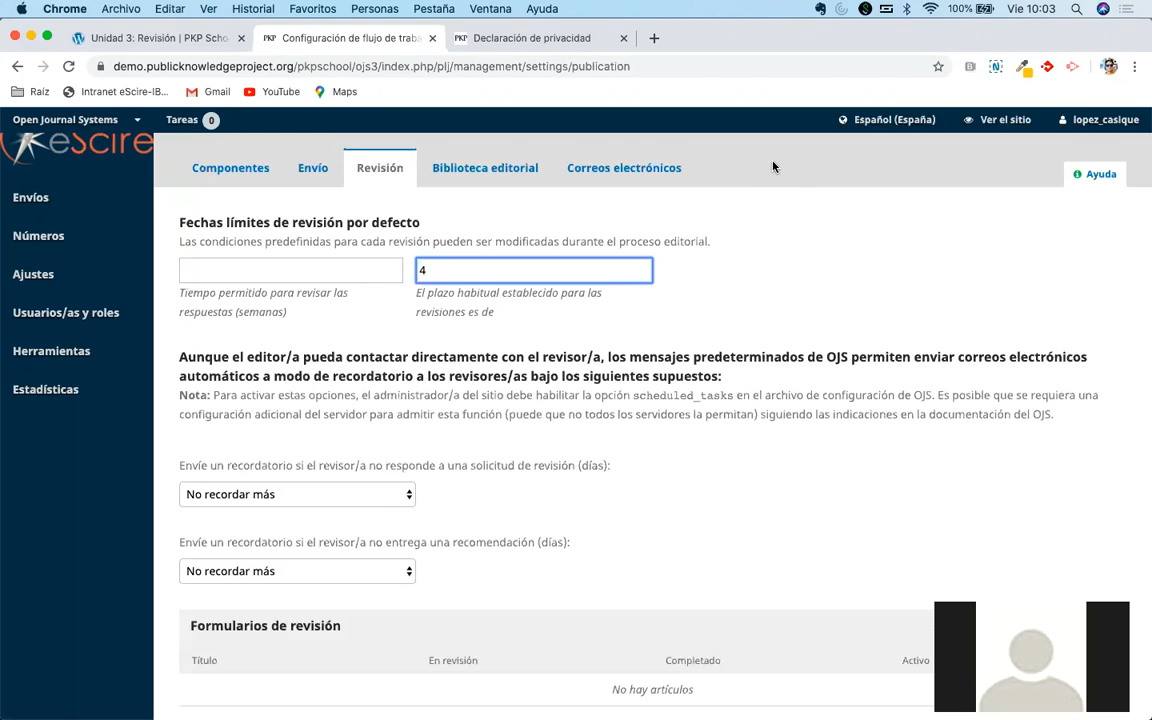 Chrome Archivo Editar Ver Historial Favoritos Personas Pestaña Ventana Ayuda 100% Vie 10:03
Unidad 3: Revisión | PKP Scho
PKP Configuración de flujo de traba
PKP Declaración de privacidad
demo.publicknowledgeproject.org/pkpschool/ojs3/index.php/plj/management/settings/publication
Raíz Intranet eScire-IB... Gmail YouTube Maps
Open Journal Systems Tareas 0 Español (España) Ver el sitio lopez_casique
eScire
Componentes Envío Revisión Biblioteca editorial Correos electrónicos
Ayuda
Envíos
Números
Ajustes
Usuarios/as y roles
Herramientas
Estadísticas
Fechas límites de revisión por defecto
Las condiciones predefinidas para cada revisión pueden ser modificadas durante el proceso editorial.
4
Tiempo permitido para revisar las
respuestas (semanas)
El plazo habitual establecido para las
revisiones es de
Aunque el editor/a pueda contactar directamente con el revisor/a, los mensajes predeterminados de OJS permiten enviar correos electrónicos
automáticos a modo de recordatorio a los revisores/as bajo los siguientes supuestos:
Nota: Para activar estas opciones, el administrador/a del sitio debe habilitar la opción scheduled_tasks en el archivo de configuración de OJS. Es posible que se requiera una
configuración adicional del servidor para admitir esta función (puede que no todos los servidores la permitan) siguiendo las indicaciones en la documentación del OJS.
Envíe un recordatorio si el revisor/a no responde a una solicitud de revisión (días):
No recordar más
Envíe un recordatorio si el revisor/a no entrega una recomendación (días):
No recordar más
Formularios de revisión
Título En revisión Completado Activo
No hay artículos